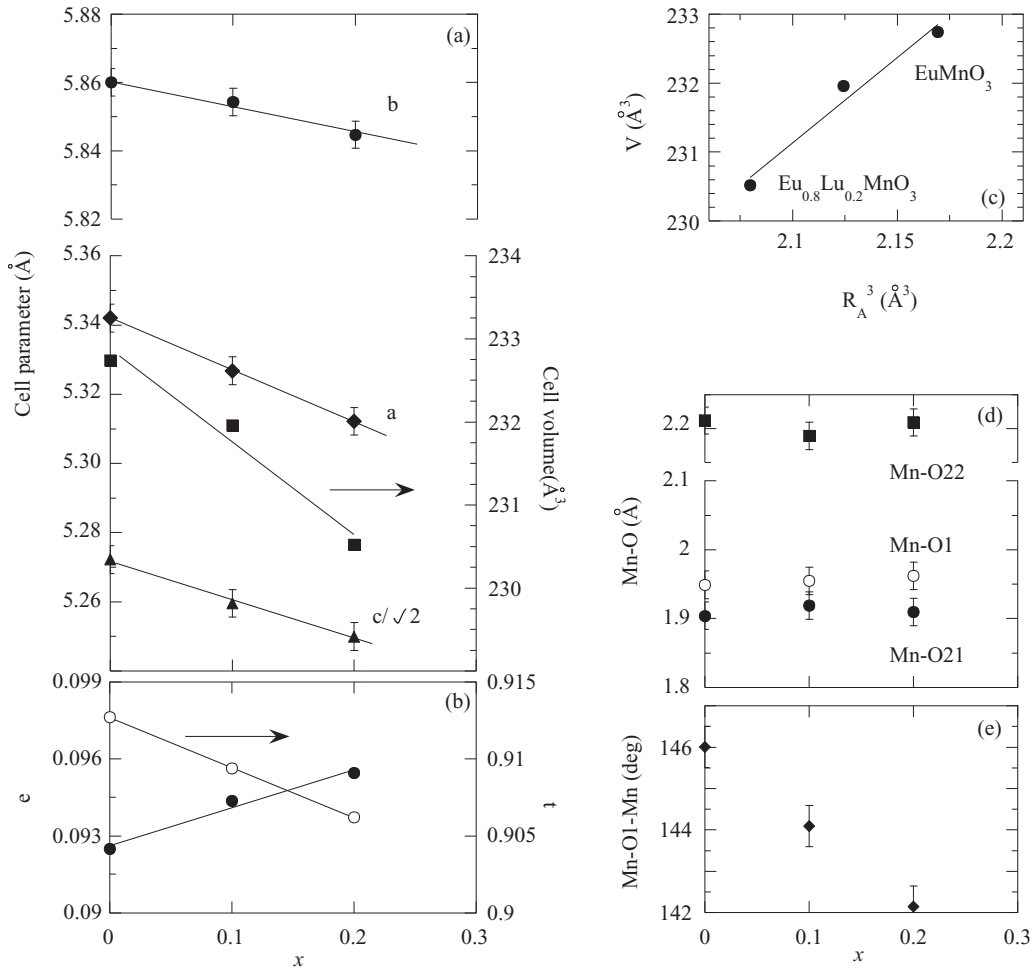 5.88
(a)
b
5.86
5.84
5.82
5.36
234
5.34
233
a
5.32
232
5.30
231
5.28
c/√2
230
5.26
Cell parameter (Å)
Cell volume(Å³)
0.099
0.915
(b)
0.096
0.91
e
t
0.093
0.905
0.09
0.9
0
0.1
0.2
0.3
x
233
EuMnO₃
232
V (Å³)
231
Eu₀.₈Lu₀.₂MnO₃
(c)
230
2.1
2.15
2.2
R_A³ (Å³)
(d)
2.2
Mn-O22
2.1
Mn-O (Å)
2
Mn-O1
1.9
Mn-O21
1.8
(e)
146
Mn-O1-Mn (deg)
144
142
0
0.1
0.2
0.3
x